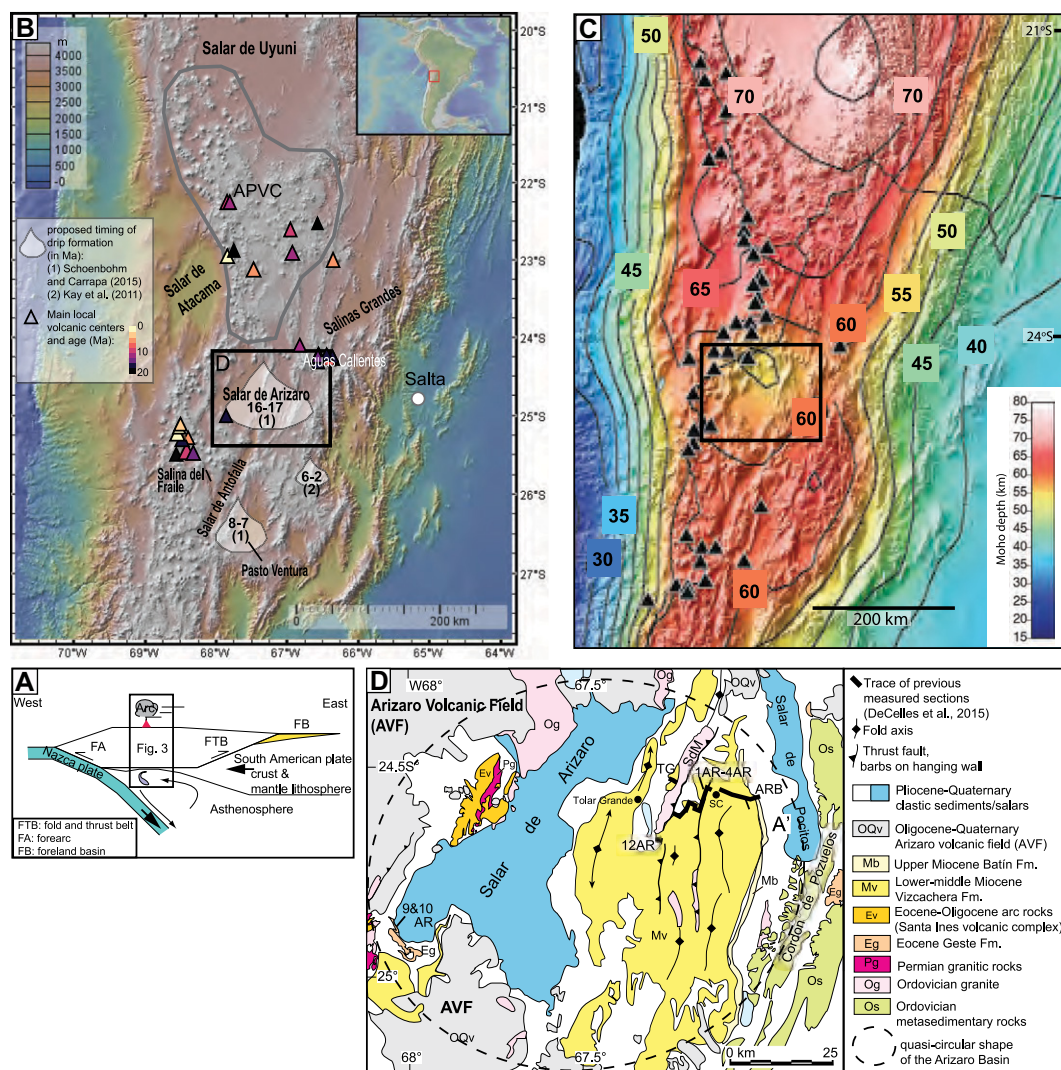 B
m
4000
3500
3000
2500
2000
1500
1000
500
-0
Salar de Uyuni
20°S
21°S
22°S
23°S
24°S
25°S
26°S
27°S
APVC
proposed timing of
drip formation
(in Ma):
(1) Schoenbohm
and Carrapa (2015)
(2) Kay et al. (2011)
Main local
volcanic centers
and age (Ma):
0
10
20
Salar de
Atacama
Salinas Grandes
Aguas Calientes
D
Salar de Arizaro
16-17
(1)
Salta
Salina del
Fraile
Salar de Antofalla
6-2
(2)
8-7
(1)
Pasto Ventura
0
200 km
70°W
69°W
68°W
67°W
66°W
65°W
64°W
C
50
21°S
70
70
45
65
50
55
60
45
40
24°S
60
35
30
60
200 km
Moho depth (km)
80
75
70
65
60
55
50
45
40
35
30
25
20
15
A
West
East
Arc
FB
FA
Fig. 3
FTB
Nazca plate
South American plate
crust &
mantle lithosphere
Asthenosphere
FTB: fold and thrust belt
FA: forearc
FB: foreland basin
D
W68°
67.5°
Arizaro Volcanic Field
(AVF)
Og
Og
OQv
Salar
de
Pocitos
Os
24.5S°
Ev
Pg
Arizaro
de
Salar
TG
SdM
1AR-4AR
Tolar Grande
SC
ARB
A'
12AR
Mb
Cordón de Pozuelos
Eg
9&10
AR
Eg
Mv
25°
AVF
OQv
Os
Os
68°
67.5°
0 km
25
Trace of previous
measured sections
(DeCelles et al., 2015)
Fold axis
Thrust fault,
barbs on hanging wall
Pliocene-Quaternary
clastic sediments/salars
OQv
Oligocene-Quaternary
Arizaro volcanic field (AVF)
Mb
Upper Miocene Batín Fm.
Mv
Lower-middle Miocene
Vizcachera Fm.
Ev
Eocene-Oligocene arc rocks
(Santa Ines volcanic complex)
Eg
Eocene Geste Fm.
Pg
Permian granitic rocks
Og
Ordovician granite
Os
Ordovician
metasedimentary rocks
quasi-circular shape
of the Arizaro Basin